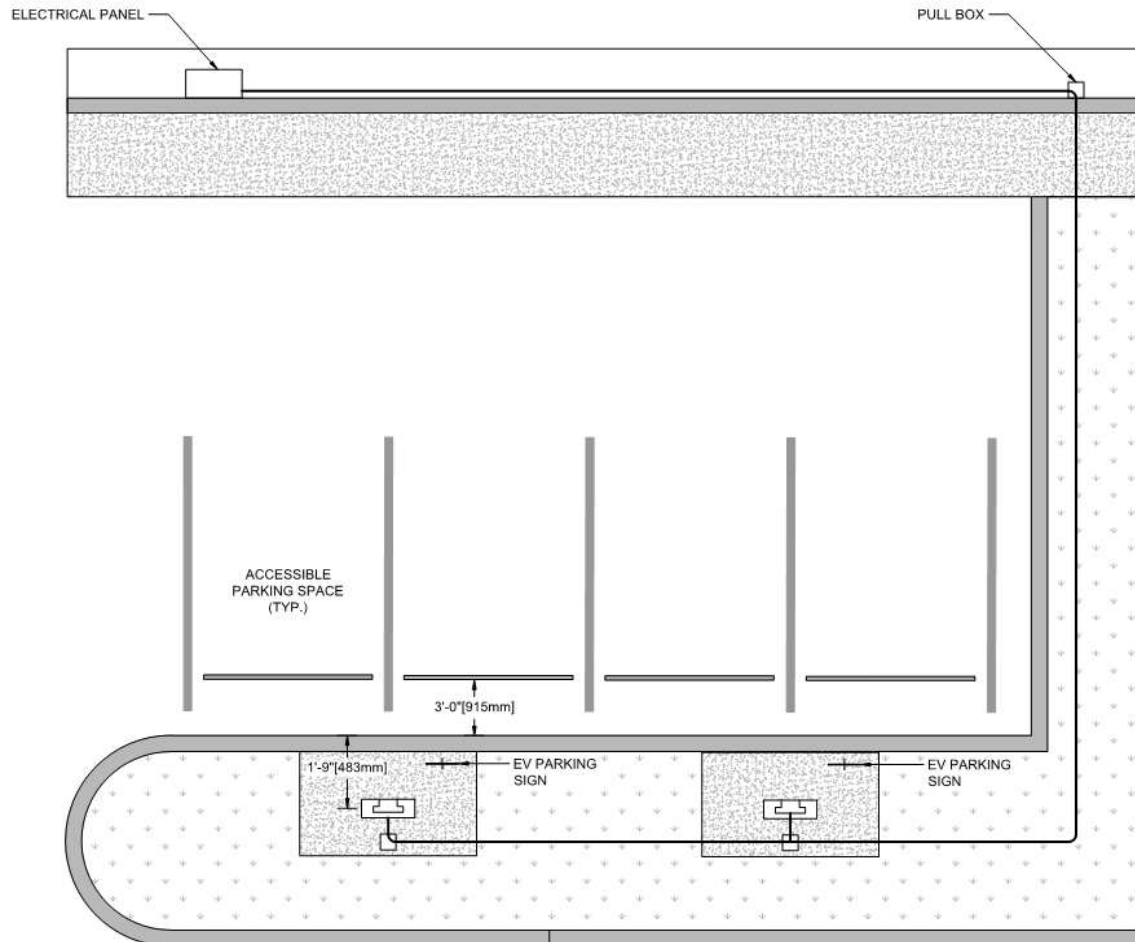 ELECTRICAL PANEL
PULL BOX
ACCESSIBLE
PARKING SPACE
(TYP.)
3'-0"[915mm]
1'-9"[483mm]
EV PARKING
SIGN
EV PARKING
SIGN